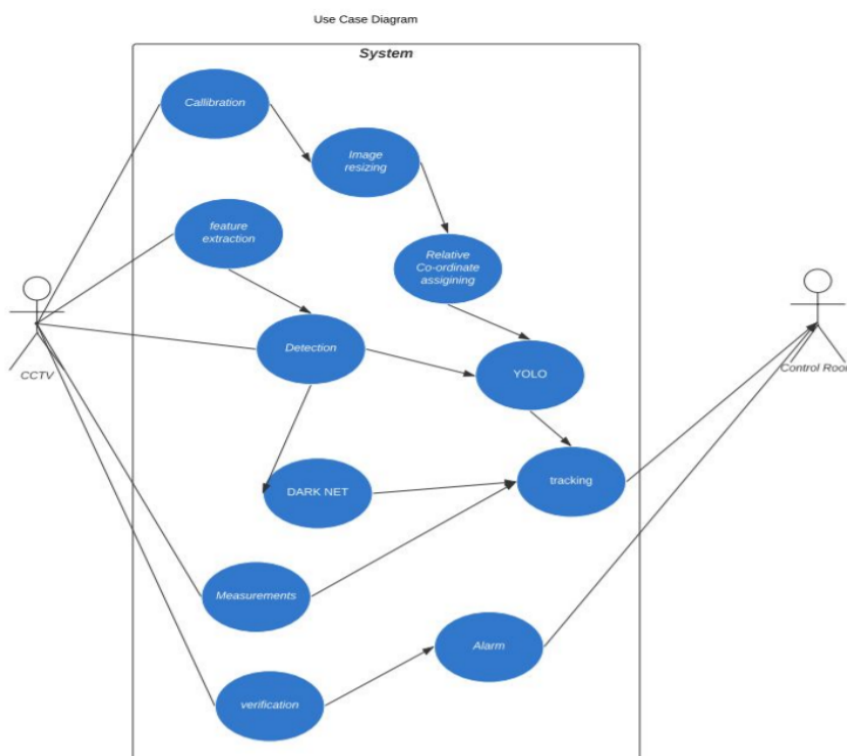 Use Case Diagram
System
Callibration
Image
resizing
feature
extraction
Relative
Co-ordinate
assigining
Detection
YOLO
CCTV
Control Room
DARK NET
tracking
Measurements
Alarm
verification